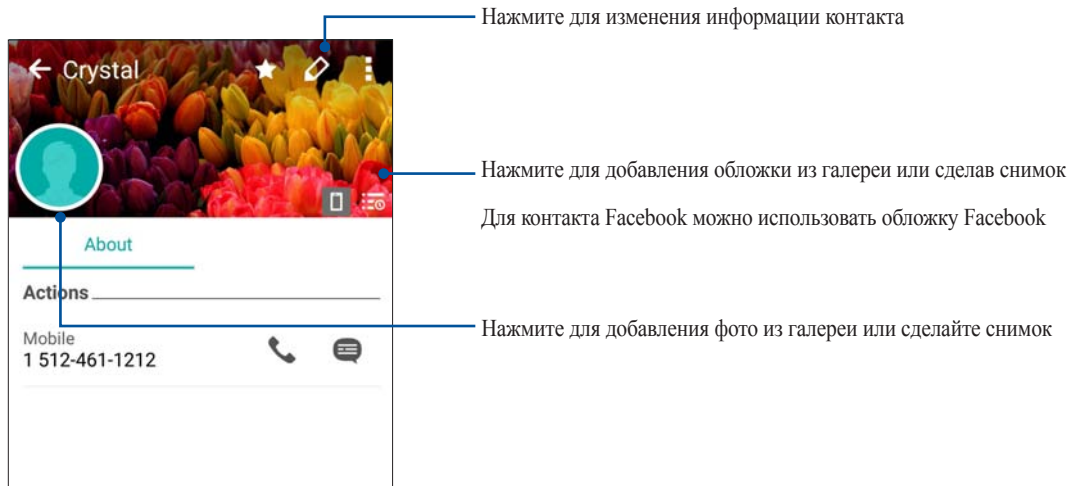 Нажмите для изменения информации контакта
Crystal
Нажмите для добавления обложки из галереи или сделав снимок
Для контакта Facebook можно использовать обложку Facebook
About
Actions
Нажмите для добавления фото из галереи или сделайте снимок
Mobile
1 512-461-1212